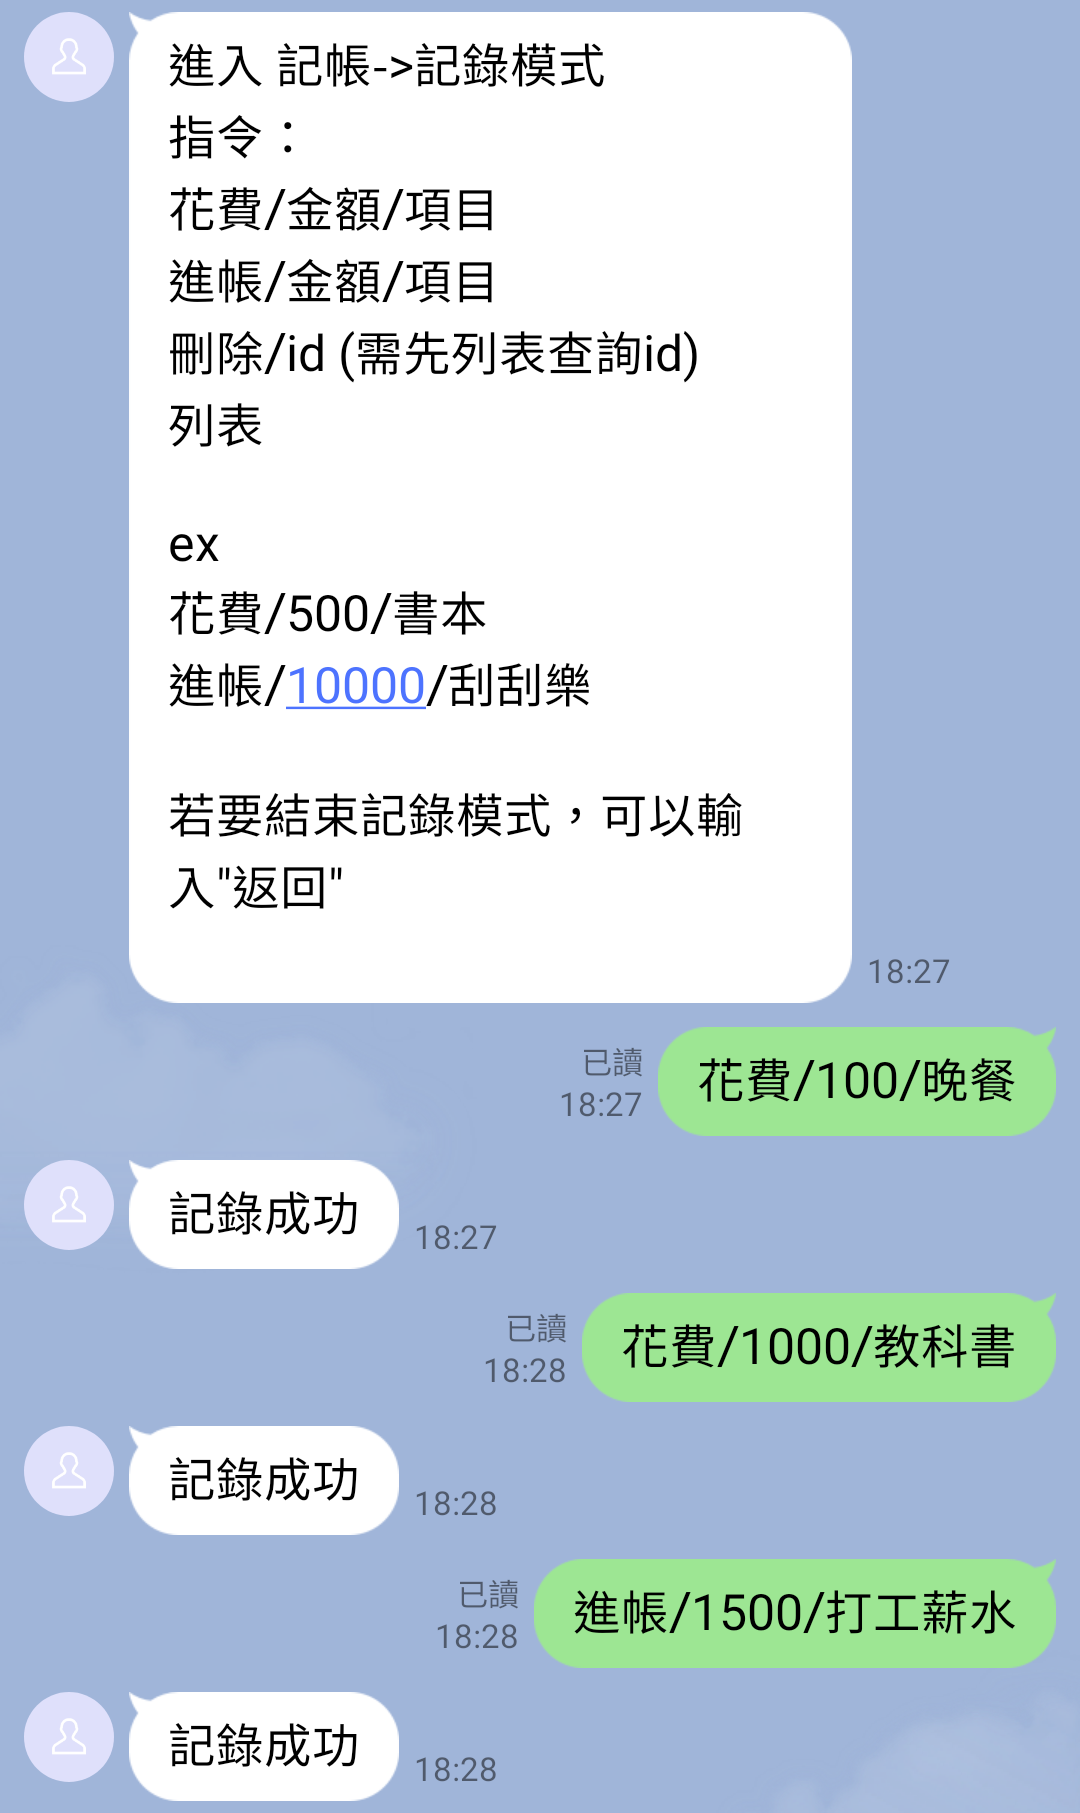 進入 記帳->記錄模式
指令：
花費/金額/項目
進帳/金額/項目
刪除/id (需先列表查詢id)
列表
ex
花費/500/書本
進帳/10000/刮刮樂
若要結束記錄模式，可以輸
入"返回"
18:27
已讀
18:27
花費/100/晚餐
記錄成功
18:27
已讀
18:28
花費/1000/教科書
記錄成功
18:28
已讀
18:28
進帳/1500/打工薪水
記錄成功
18:28